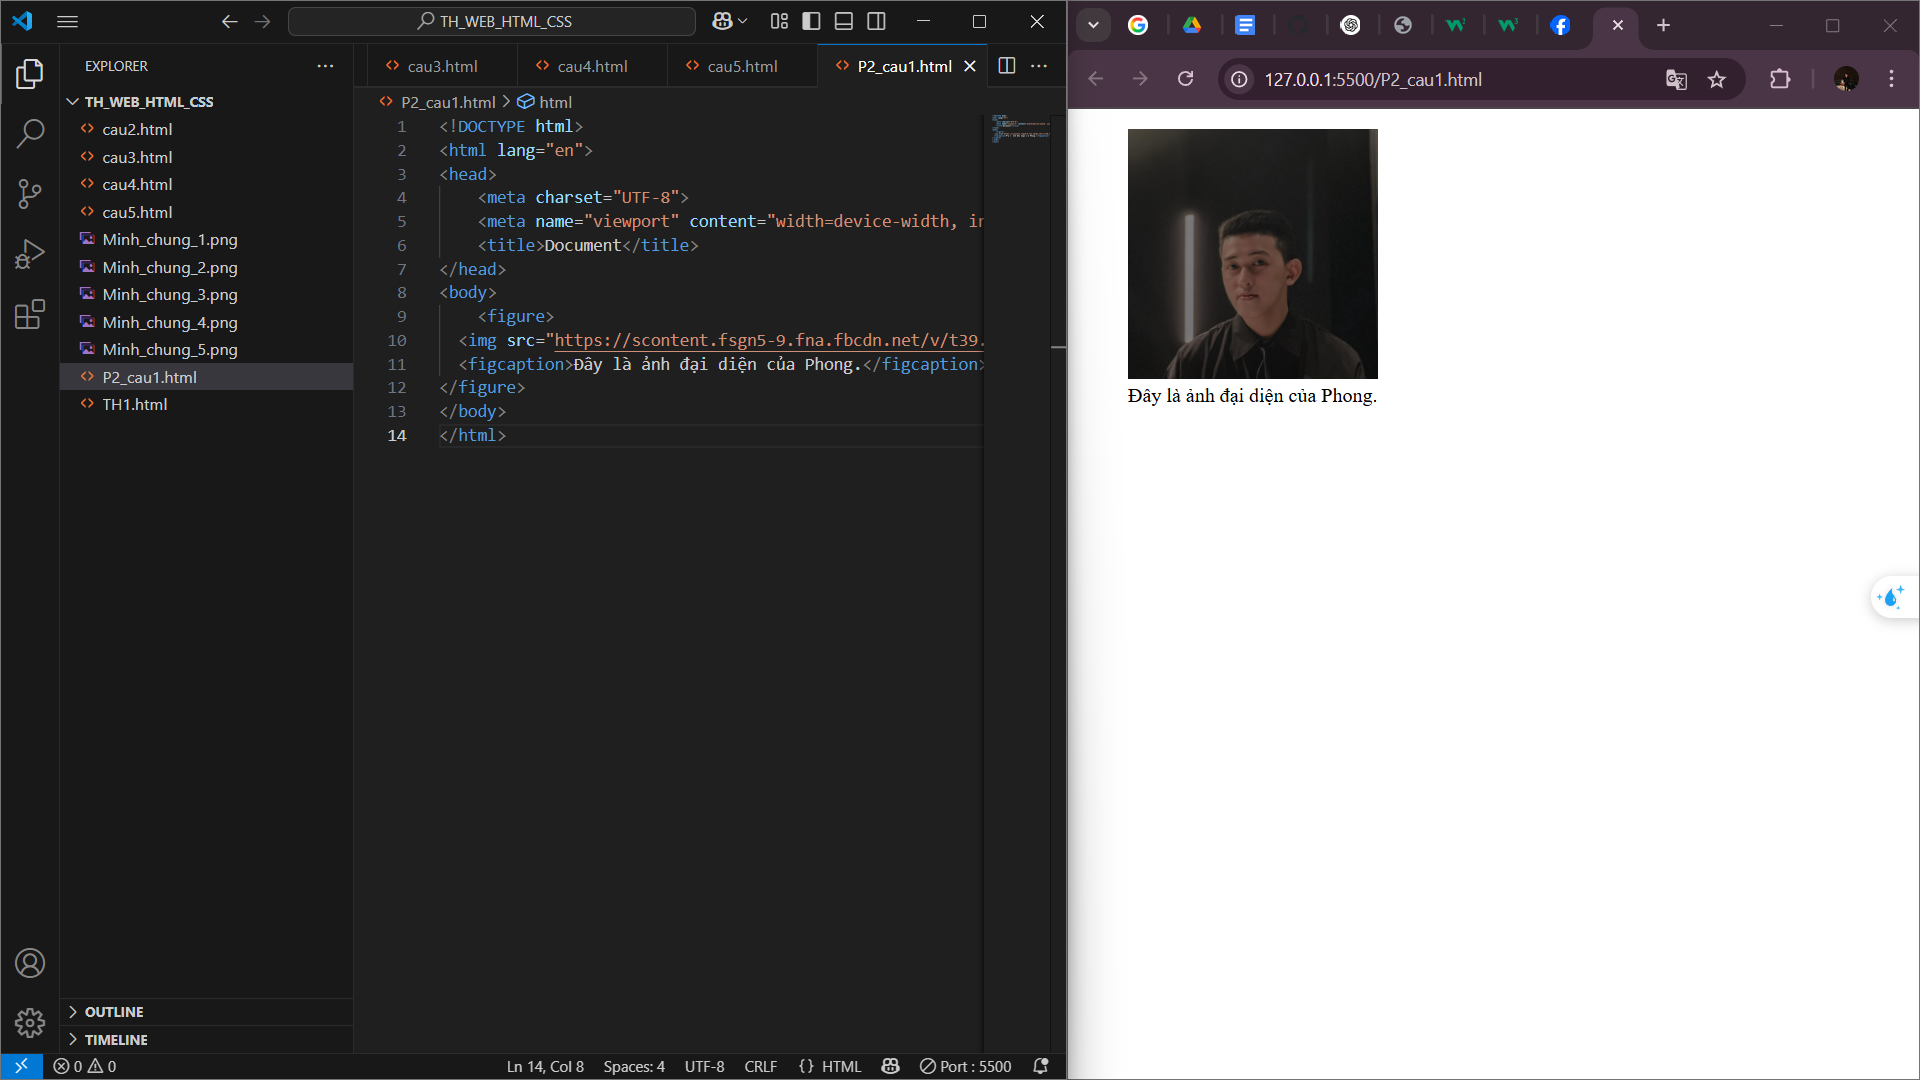 TH_WEB_HTML_CSS
EXPLORER
TH_WEB_HTML_CSS
cau2.html
cau3.html
cau4.html
cau5.html
Minh_chung_1.png
Minh_chung_2.png
Minh_chung_3.png
Minh_chung_4.png
Minh_chung_5.png
P2_cau1.html
TH1.html
OUTLINE
TIMELINE
cau3.html
cau4.html
cau5.html
P2_cau1.html
P2_cau1.html > html
1 <!DOCTYPE html>
2 <html lang="en">
3 <head>
4 <meta charset="UTF-8">
5 <meta name="viewport" content="width=device-width, in
6 <title>Document</title>
7 </head>
8 <body>
9 <figure>
10 <img src="https://scontent.fsgn5-9.fna.fbcdn.net/v/t39.
11 <figcaption>Đây là ảnh đại diện của Phong.</figcaption>
12 </figure>
13 </body>
14 </html>
0 0
Ln 14, Col 8
Spaces: 4
UTF-8
CRLF
{} HTML
Port : 5500
127.0.0.1:5500/P2_cau1.html
Đây là ảnh đại diện của Phong.